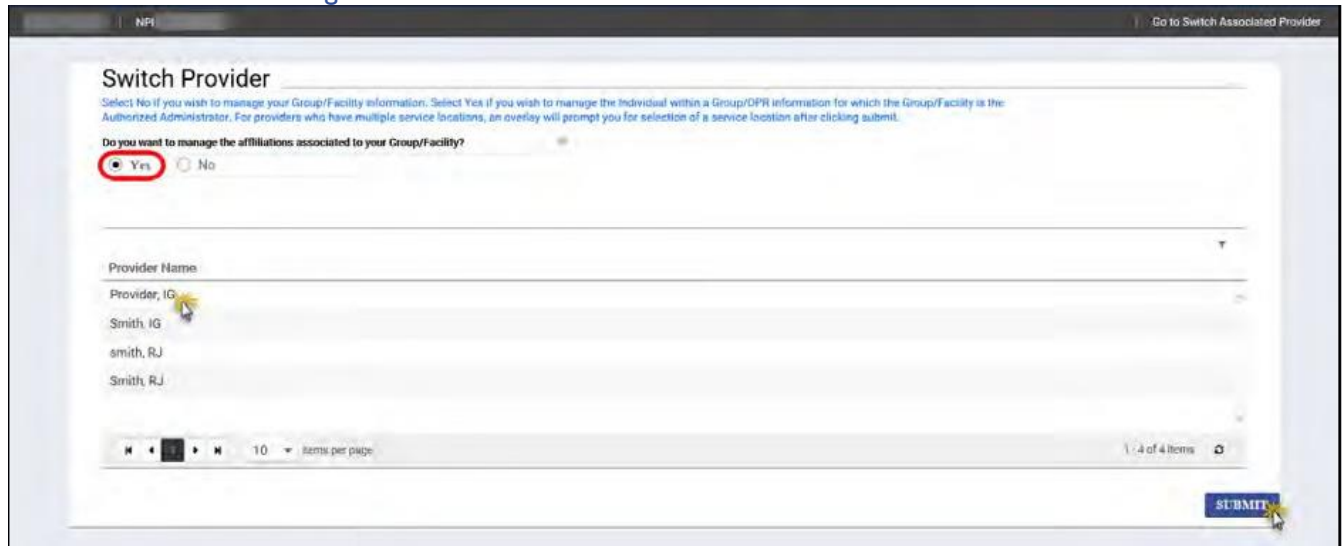 NPI
Go to Switch Associated Provider
Switch Provider
Select No if you wish to manage your Group/Facility information. Select Yes if you wish to manage the Individual within a Group/OPR information for which the Group/Facility is the
Authorized Administrator. For providers who have multiple service locations, an overlay will prompt you for selection of a service location after clicking submit.
Do you want to manage the affiliations associated to your Group/Facility?
Yes No
Provider Name
Provider, IG
Smith, IG
smith, RJ
Smith, RJ
1 10 items per page 1 - 4 of 4 items
SUBMIT